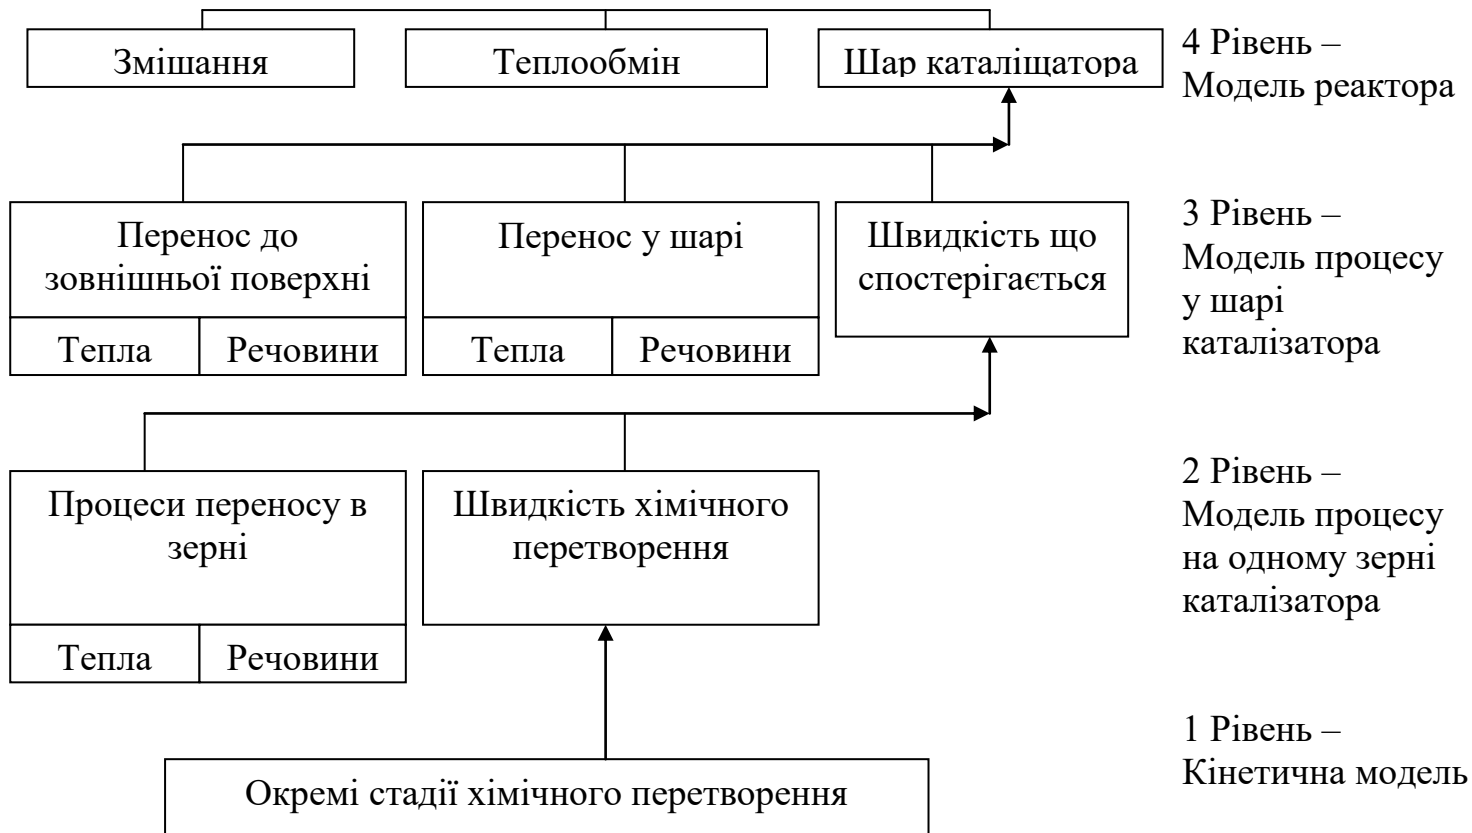 Змішання
Теплообмін
Шар каталіщатора
4 Рівень –
Модель реактора
Перенос до
зовнішньої поверхні
Тепла
Речовини
Перенос у шарі
Тепла
Речовини
Швидкість що
спостерігається
3 Рівень –
Модель процесу
у шарі
каталізатора
Процеси переносу в
зерні
Тепла
Речовини
Швидкість хімічного
перетворення
2 Рівень –
Модель процесу
на одному зерні
каталізатора
Окремі стадії хімічного перетворення
1 Рівень –
Кінетична модель